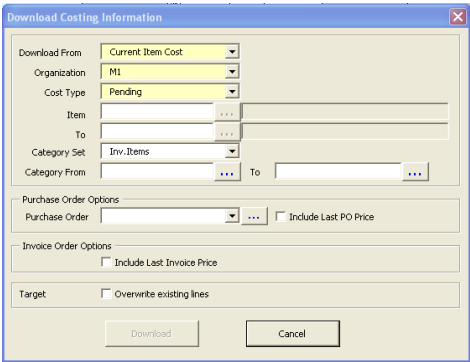 Download Costing Information
Download From Current Item Cost
Organization M1
Cost Type Pending
Item ...
To ...
Category Set Inv.Items
Category From ... To ...
Purchase Order Options
Purchase Order ... Include Last PO Price
Invoice Order Options
Include Last Invoice Price
Target Overwrite existing lines
Download Cancel